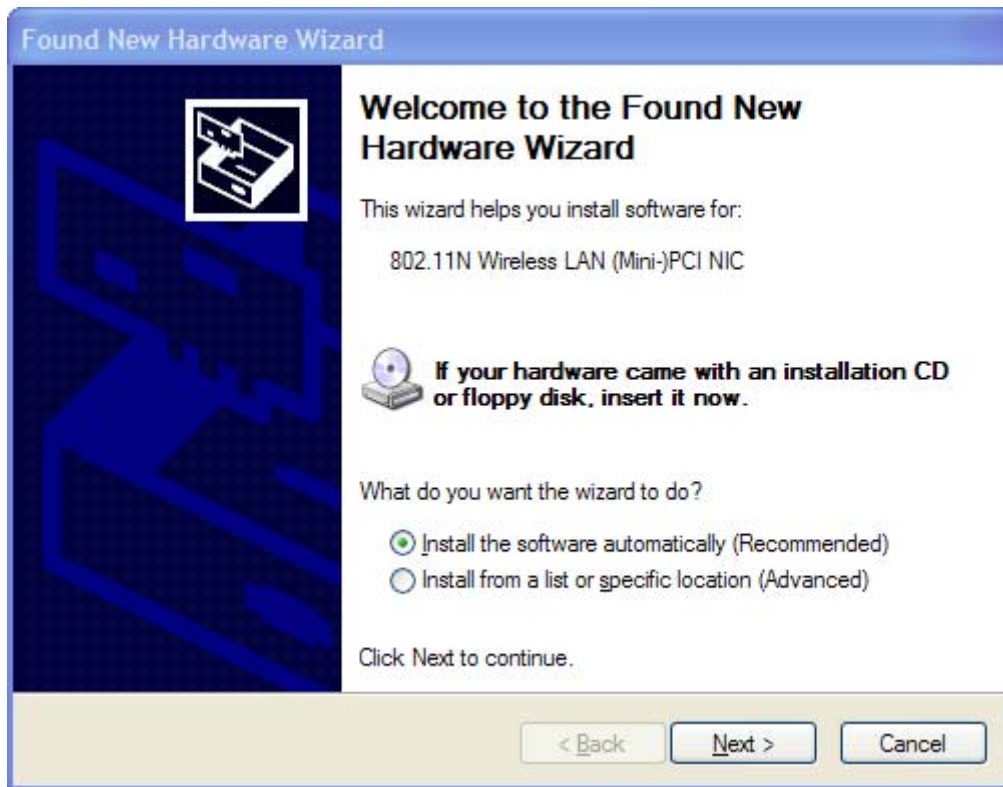 Found New Hardware Wizard
Welcome to the Found New
Hardware Wizard
This wizard helps you install software for:
802.11N Wireless LAN (Mini-)PCI NIC
If your hardware came with an installation CD
or floppy disk, insert it now.
What do you want the wizard to do?
Install the software automatically (Recommended)
Install from a list or specific location (Advanced)
Click Next to continue.
< Back Next > Cancel